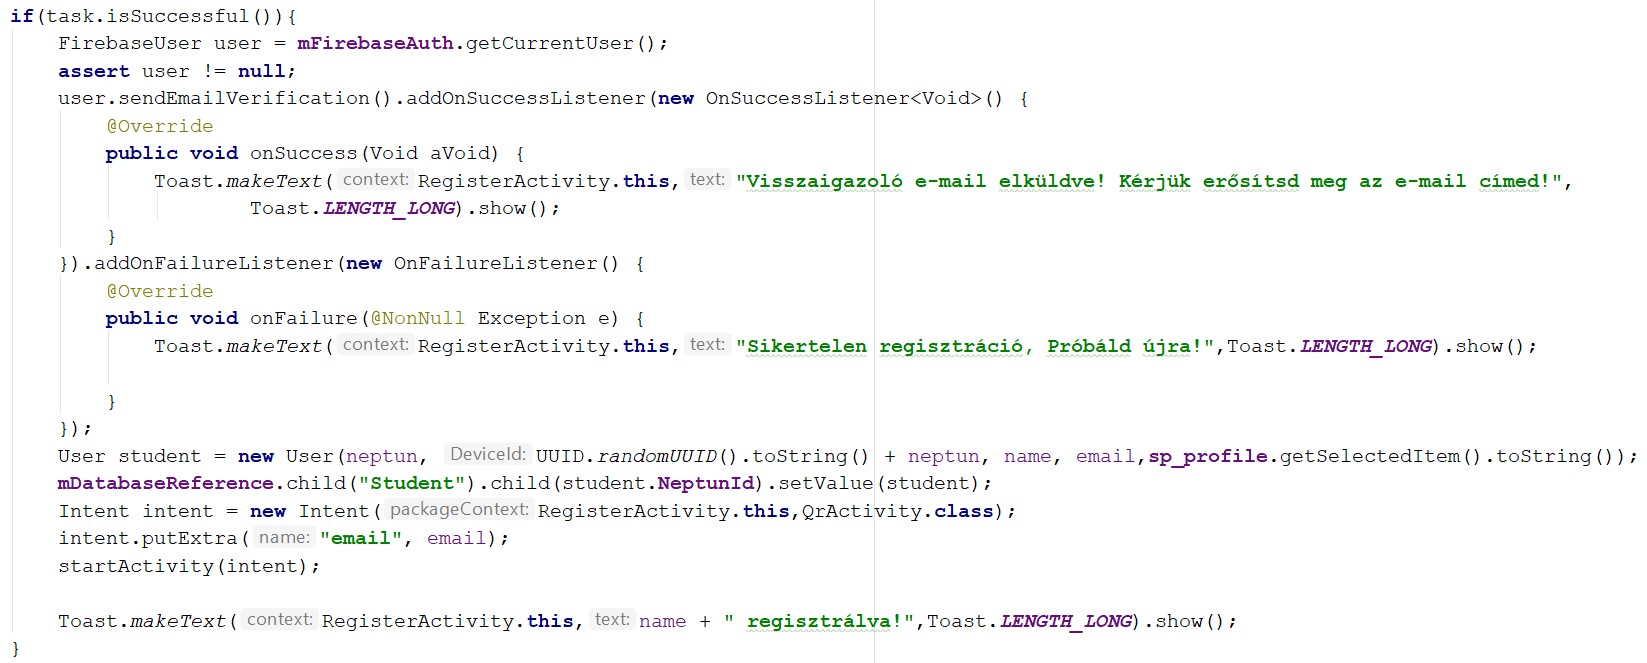 if(task.isSuccessful()){
FirebaseUser user = mFirebaseAuth.getCurrentUser();
assert user != null;
user.sendEmailVerification().addOnSuccessListener(new OnSuccessListener<Void>() {
@Override
public void onSuccess(Void aVoid) {
Toast.makeText( context: RegisterActivity.this, text: "Visszaigazoló e-mail elküldve! Kérjük erősítsd meg az e-mail címed!",
Toast.LENGTH_LONG).show();
}
}).addOnFailureListener(new OnFailureListener() {
@Override
public void onFailure(@NonNull Exception e) {
Toast.makeText( context: RegisterActivity.this, text: "Sikertelen regisztráció, Próbáld újra!",Toast.LENGTH_LONG).show();
}
});
User student = new User(neptun, DeviceId: UUID.randomUUID().toString() + neptun, name, email,sp_profile.getSelectedItem().toString());
mDatabaseReference.child("Student").child(student.NeptunId).setValue(student);
Intent intent = new Intent( packageContext: RegisterActivity.this,QrActivity.class);
intent.putExtra( name: "email", email);
startActivity(intent);
Toast.makeText( context: RegisterActivity.this, text: name + " regisztrálva!",Toast.LENGTH_LONG).show();
}